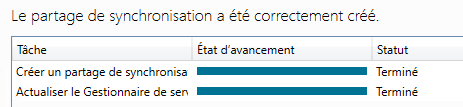 Le partage de synchronisation a été correctement créé.
Tâche État d'avancement Statut
Créer un partage de synchronisa Terminé
Actualiser le Gestionnaire de serv Terminé